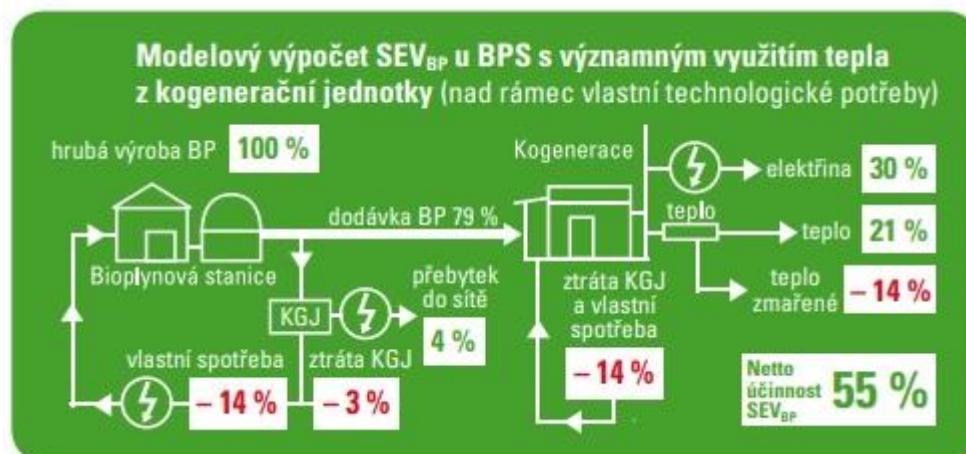 Modelový výpočet SEVBP u BPS s významným využitím tepla
z kogenerační jednotky (nad rámec vlastní technologické potřeby)
hrubá výroba BP 100 %
Kogenerace
elektřina 30 %
dodávka BP 79 %
teplo
teplo 21 %
Bioplynová stanice
přebytek
do sítě
4 %
KGJ
ztráta KGJ
a vlastní
spotřeba
– 14 %
teplo
zmařené
– 14 %
vlastní spotřeba
– 14 %
ztráta KGJ
– 3 %
Netto
účinnost
SEVBP
55 %